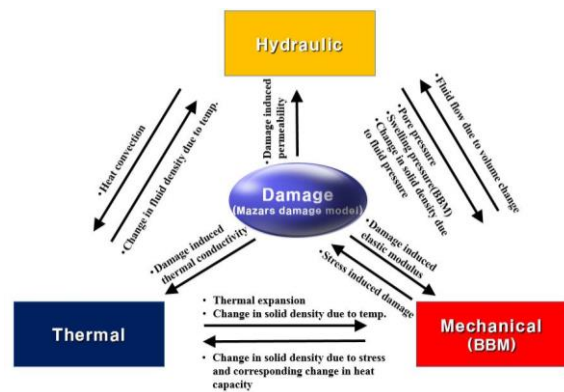 Hydraulic
•Heat convection
•Change in fluid density due to temp.
•Damage induced
permeability
•Pore pressure
•Swelling pressure(BBM)
•Change in solid density due
to fluid pressure
•Fluid flow due to volume change
Damage
(Mazars damage model)
•Damage induced
thermal conductivity
•Damage induced
elastic modulus
•Stress induced damage
Thermal
• Thermal expansion
• Change in solid density due to temp.
• Change in solid density due to stress
and corresponding change in heat
capacity
Mechanical
(BBM)